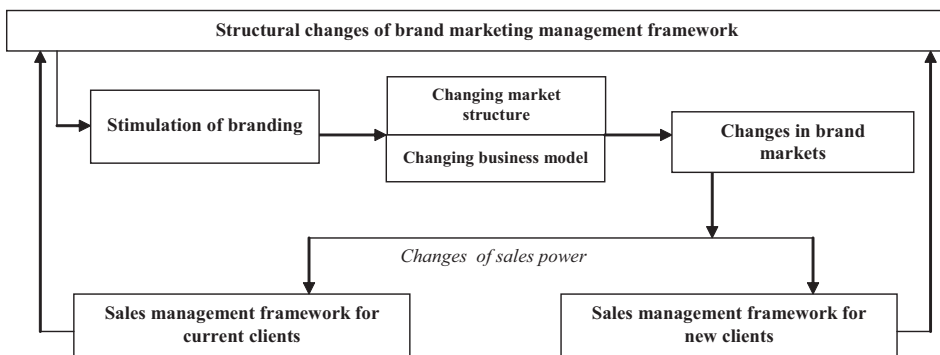 Structural changes of brand marketing management framework
Stimulation of branding
Changing market
structure
Changing business model
Changes in brand
markets
Changes of sales power
Sales management framework for
current clients
Sales management framework for
new clients